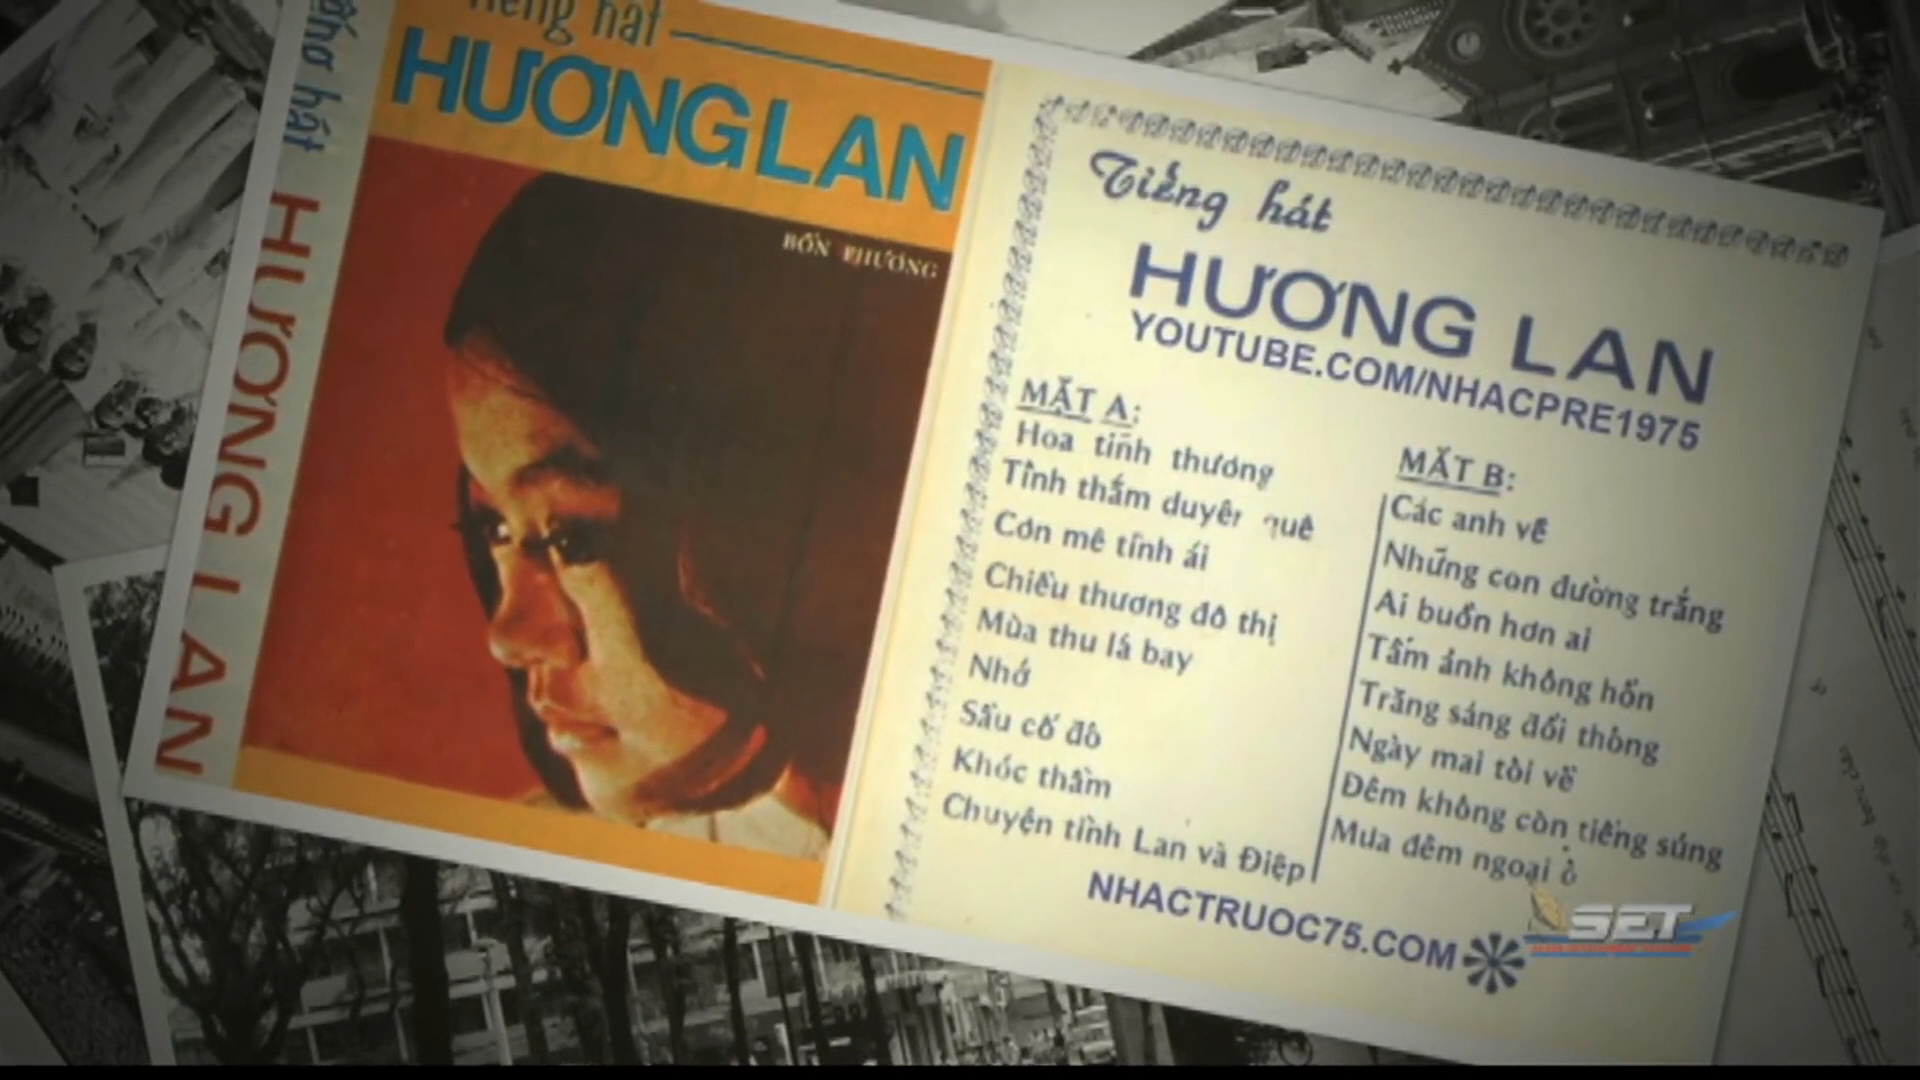 Tiếng hát
HƯƠNG LAN
BỐN PHƯƠNG
hát HƯƠNG LAN
Tiếng hát
HƯƠNG LAN
YOUTUBE.COM/NHACPRE1975
MẶT A:
Hoa tình thương
Tình thắm duyên quê
Cơn mê tình ái
Chiều thương đô thị
Mùa thu lá bay
Nhớ
Sầu cố đô
Khóc thầm
Chuyện tình Lan và Điệp
MẶT B:
Các anh về
Những con đường trắng
Ai buồn hơn ai
Tấm ảnh không hồn
Trăng sáng đồi thông
Ngày mai tôi về
Đêm không còn tiếng súng
Mưa đêm ngoại ô
NHACTRUOC75.COM
SET